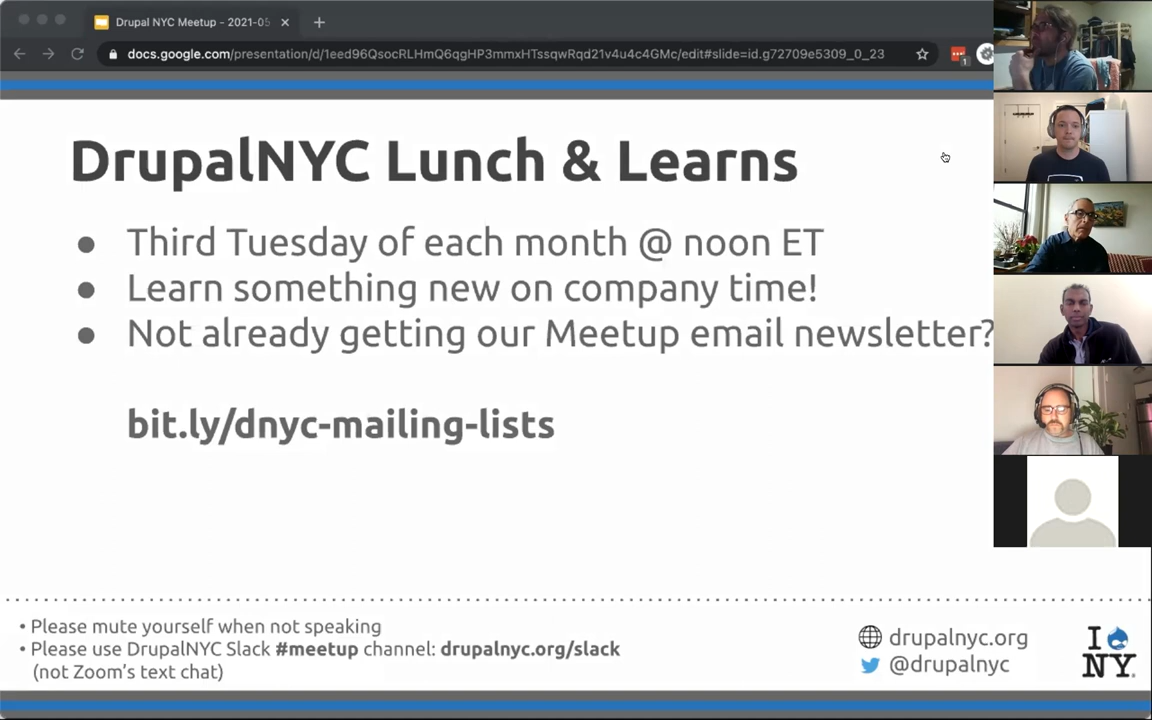 Drupal NYC Meetup - 2021-05
docs.google.com/presentation/d/1eed96QsocRLHmQ6qgHP3mmxHTssqwRqd21v4u4c4GMc/edit#slide=id.g72709e5309_0_23
1
DrupalNYC Lunch & Learns
● Third Tuesday of each month @ noon ET
● Learn something new on company time!
● Not already getting our Meetup email newsletter?
bit.ly/dnyc-mailing-lists
• Please mute yourself when not speaking
• Please use DrupalNYC Slack #meetup channel: drupalnyc.org/slack
(not Zoom's text chat)
drupalnyc.org
@drupalnyc
I
NY.